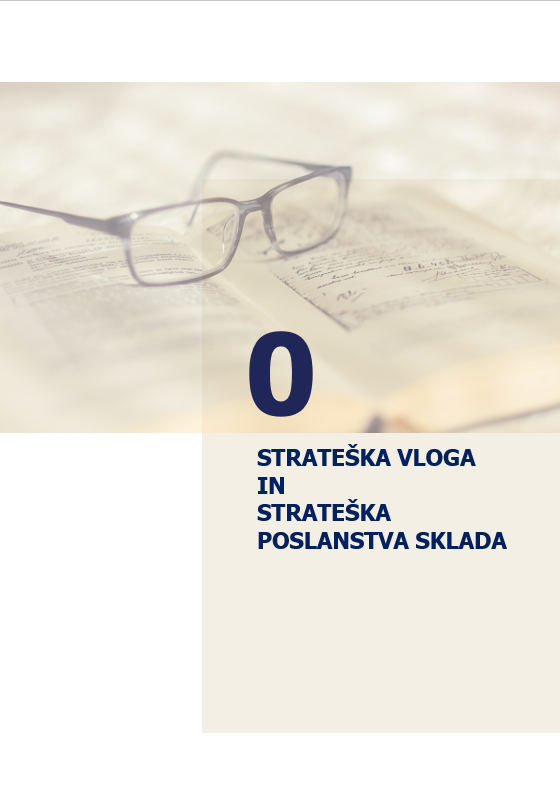 0
STRATEŠKA VLOGA
IN
STRATEŠKA
POSLANSTVA SKLADA